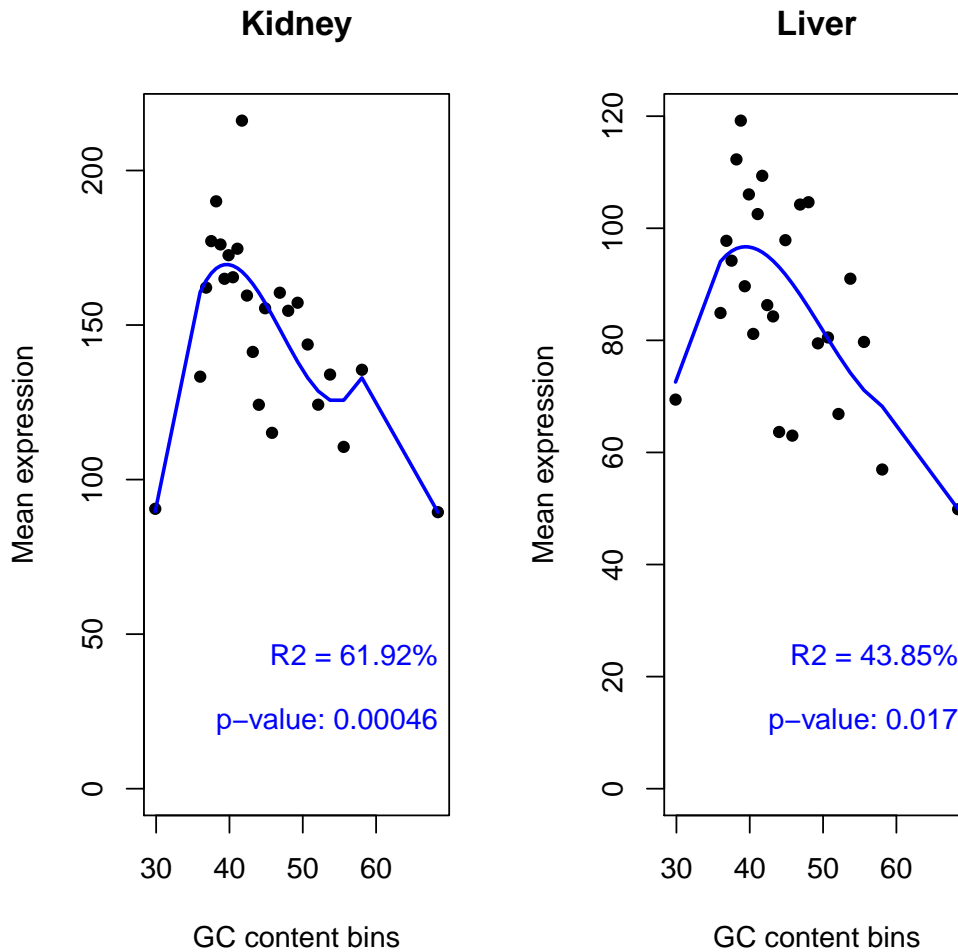 Kidney
Mean expression
0
50
100
150
200
30 40 50 60
GC content bins
R2 = 61.92%
p−value: 0.00046
Liver
Mean expression
0
20
40
60
80
100
120
30 40 50 60
GC content bins
R2 = 43.85%
p−value: 0.017